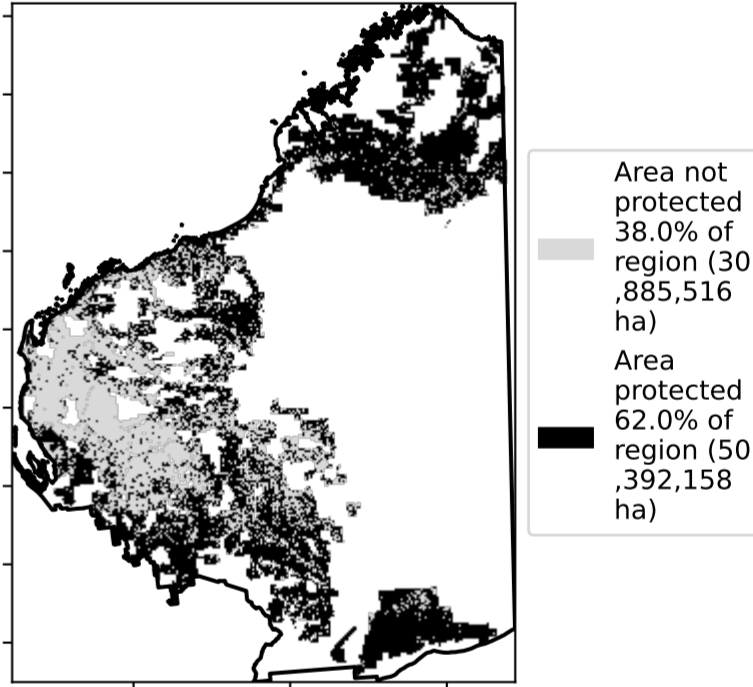 Area not
protected
38.0% of
region (30
,885,516
ha)
Area
protected
62.0% of
region (50
,392,158
ha)